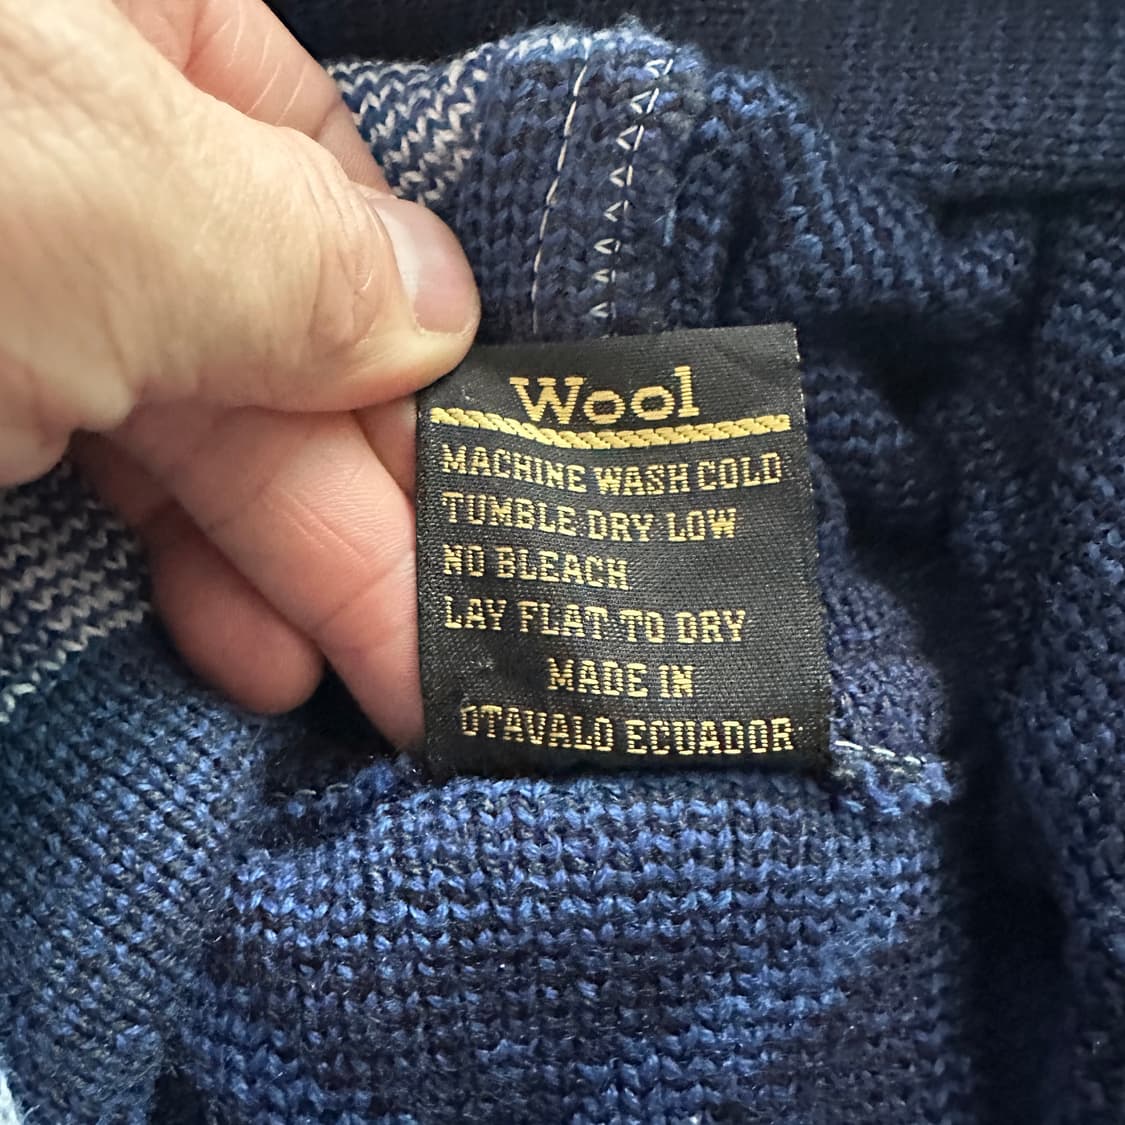 Wool
MACHINE WASH COLD
TUMBLE DRY LOW
NO BLEACH
LAY FLAT TO DRY
MADE IN
OTAVALO ECUADOR